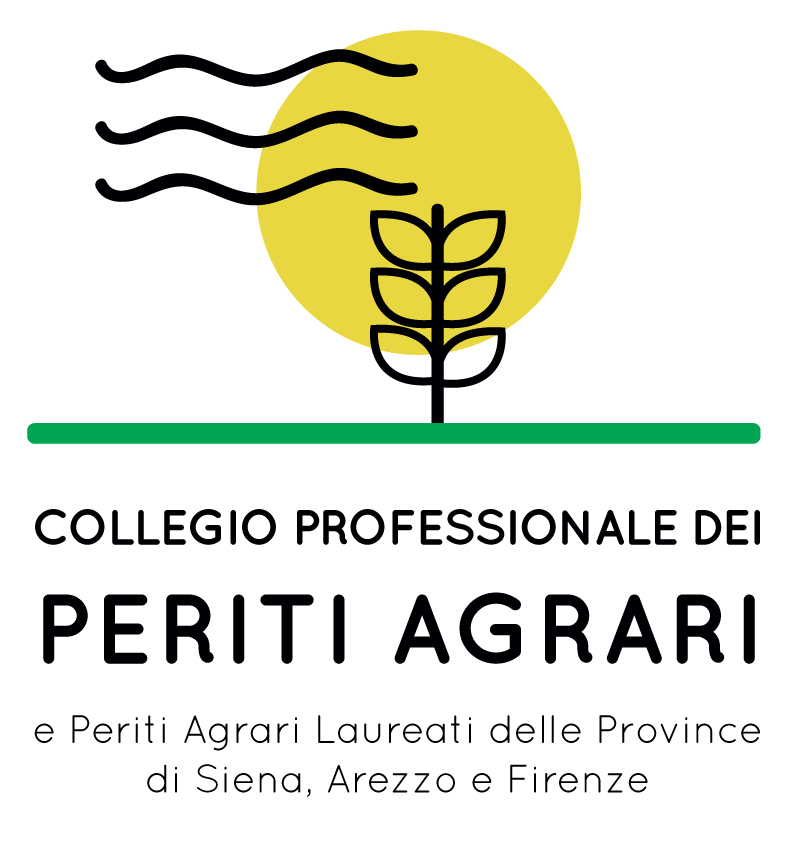 COLLEGIO PROFESSIONALE DEI
PERITI AGRARI
e Periti Agrari Laureati delle Province
di Siena, Arezzo e Firenze